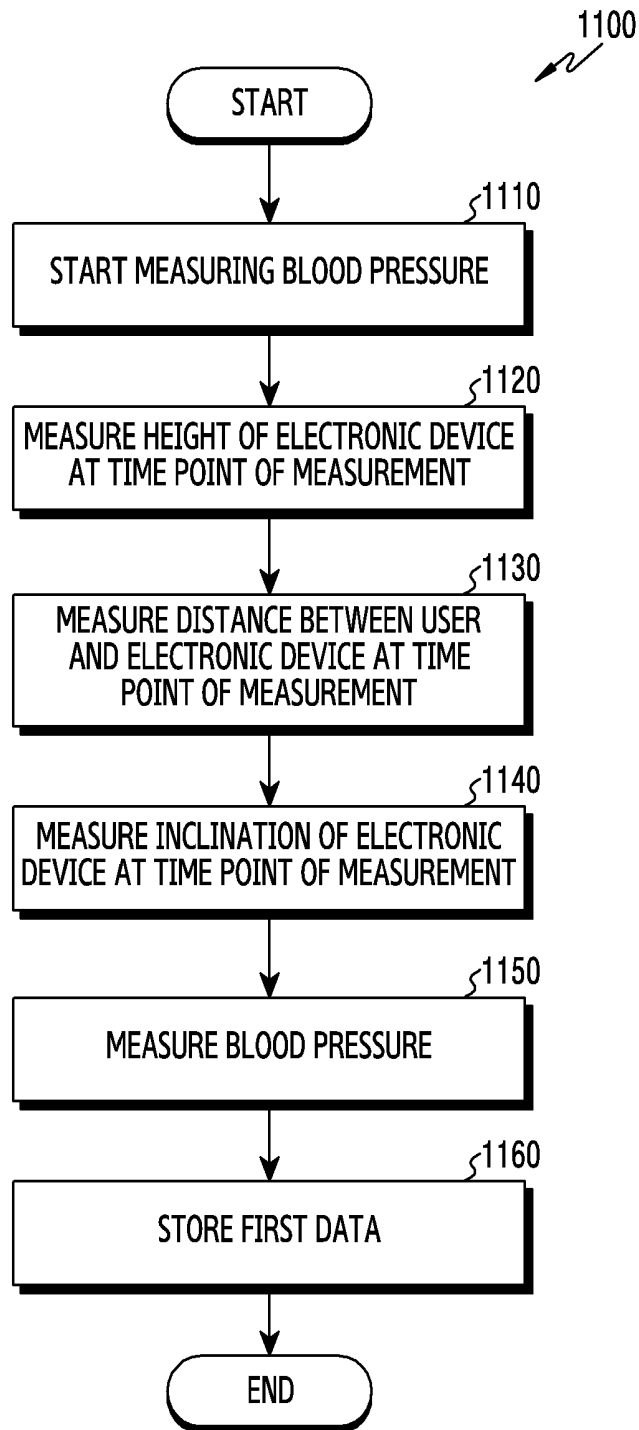 1100
START
1110
START MEASURING BLOOD PRESSURE
1120
MEASURE HEIGHT OF ELECTRONIC DEVICE
AT TIME POINT OF MEASUREMENT
1130
MEASURE DISTANCE BETWEEN USER
AND ELECTRONIC DEVICE AT TIME
POINT OF MEASUREMENT
1140
MEASURE INCLINATION OF ELECTRONIC
DEVICE AT TIME POINT OF MEASUREMENT
1150
MEASURE BLOOD PRESSURE
1160
STORE FIRST DATA
END